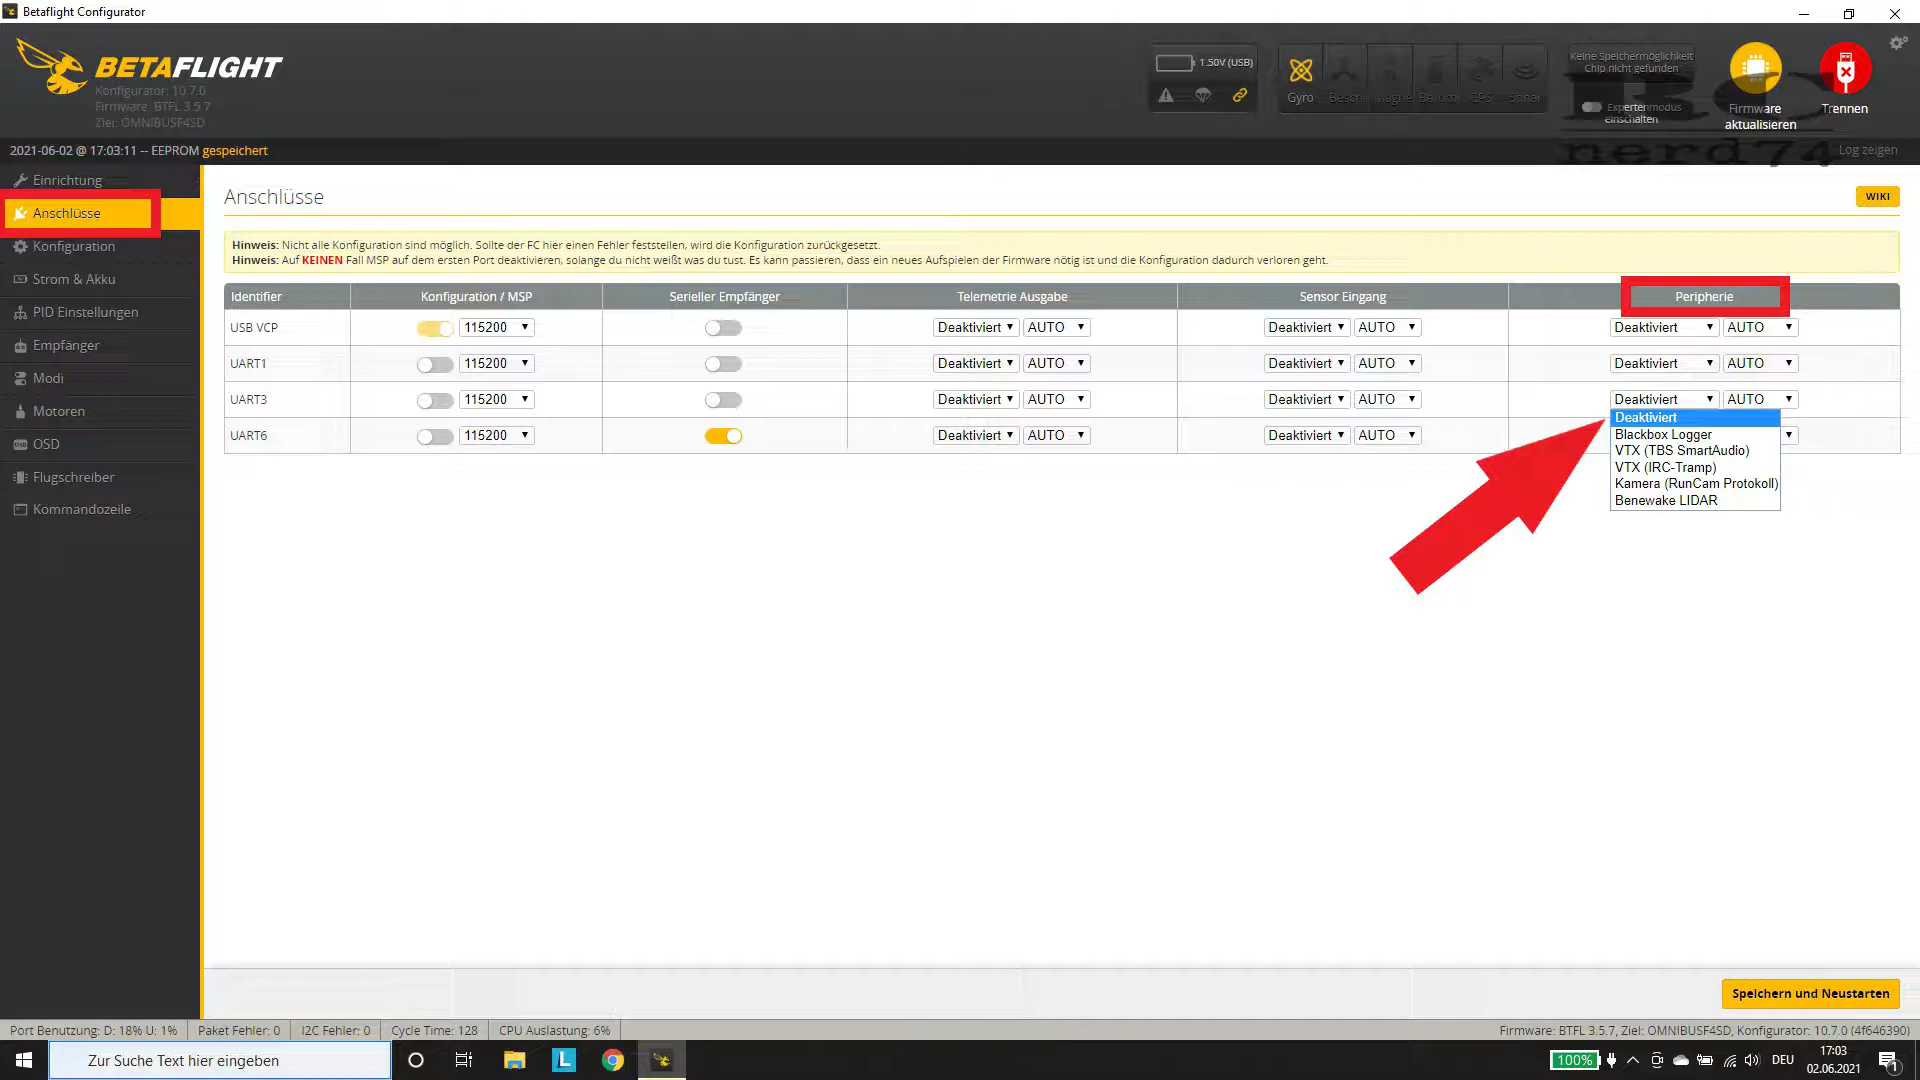 Betaflight Configurator
BETAFLIGHT
Konfigurator: 10.7.0
Firmware: BTFL 3.5.7
Ziel: OMNIBUSF4SD
1.50V (USB)
Gyro
GPS Sonar
Keine Speichermöglichkeit
Chip nicht gefunden
Expertenmodus
einschalten
Firmware
aktualisieren
Trennen
nerd74
2021-06-02 @ 17:03:11 -- EEPROM gespeichert
Log zeigen
Einrichtung
Anschlüsse
Konfiguration
Strom & Akku
PID Einstellungen
Empfänger
Modi
Motoren
OSD
Flugschreiber
Kommandozeile
Anschlüsse
WIKI
Hinweis: Nicht alle Konfiguration sind möglich. Sollte der FC hier einen Fehler feststellen, wird die Konfiguration zurückgesetzt.
Hinweis: Auf KEINEN Fall MSP auf dem ersten Port deaktivieren, solange du nicht weißt was du tust. Es kann passieren, dass ein neues Aufspielen der Firmware nötig ist und die Konfiguration dadurch verloren geht.
Identifier Konfiguration / MSP Serieller Empfänger Telemetrie Ausgabe Sensor Eingang Peripherie
USB VCP 115200 Deaktiviert AUTO Deaktiviert AUTO Deaktiviert AUTO
UART1 115200 Deaktiviert AUTO Deaktiviert AUTO Deaktiviert AUTO
UART3 115200 Deaktiviert AUTO Deaktiviert AUTO Deaktiviert AUTO
UART6 115200 Deaktiviert AUTO Deaktiviert AUTO
Deaktiviert
Blackbox Logger
VTX (TBS SmartAudio)
VTX (IRC-Tramp)
Kamera (RunCam Protokoll)
Benewake LIDAR
Speichern und Neustarten
Port Benutzung: D: 18% U: 1% Paket Fehler: 0 I2C Fehler: 0 Cycle Time: 128 CPU Auslastung: 6%
Firmware: BTFL 3.5.7, Ziel: OMNIBUSF4SD, Konfigurator: 10.7.0 (4f646390)
Zur Suche Text hier eingeben
L
100%
DEU
17:03
02.06.2021
1